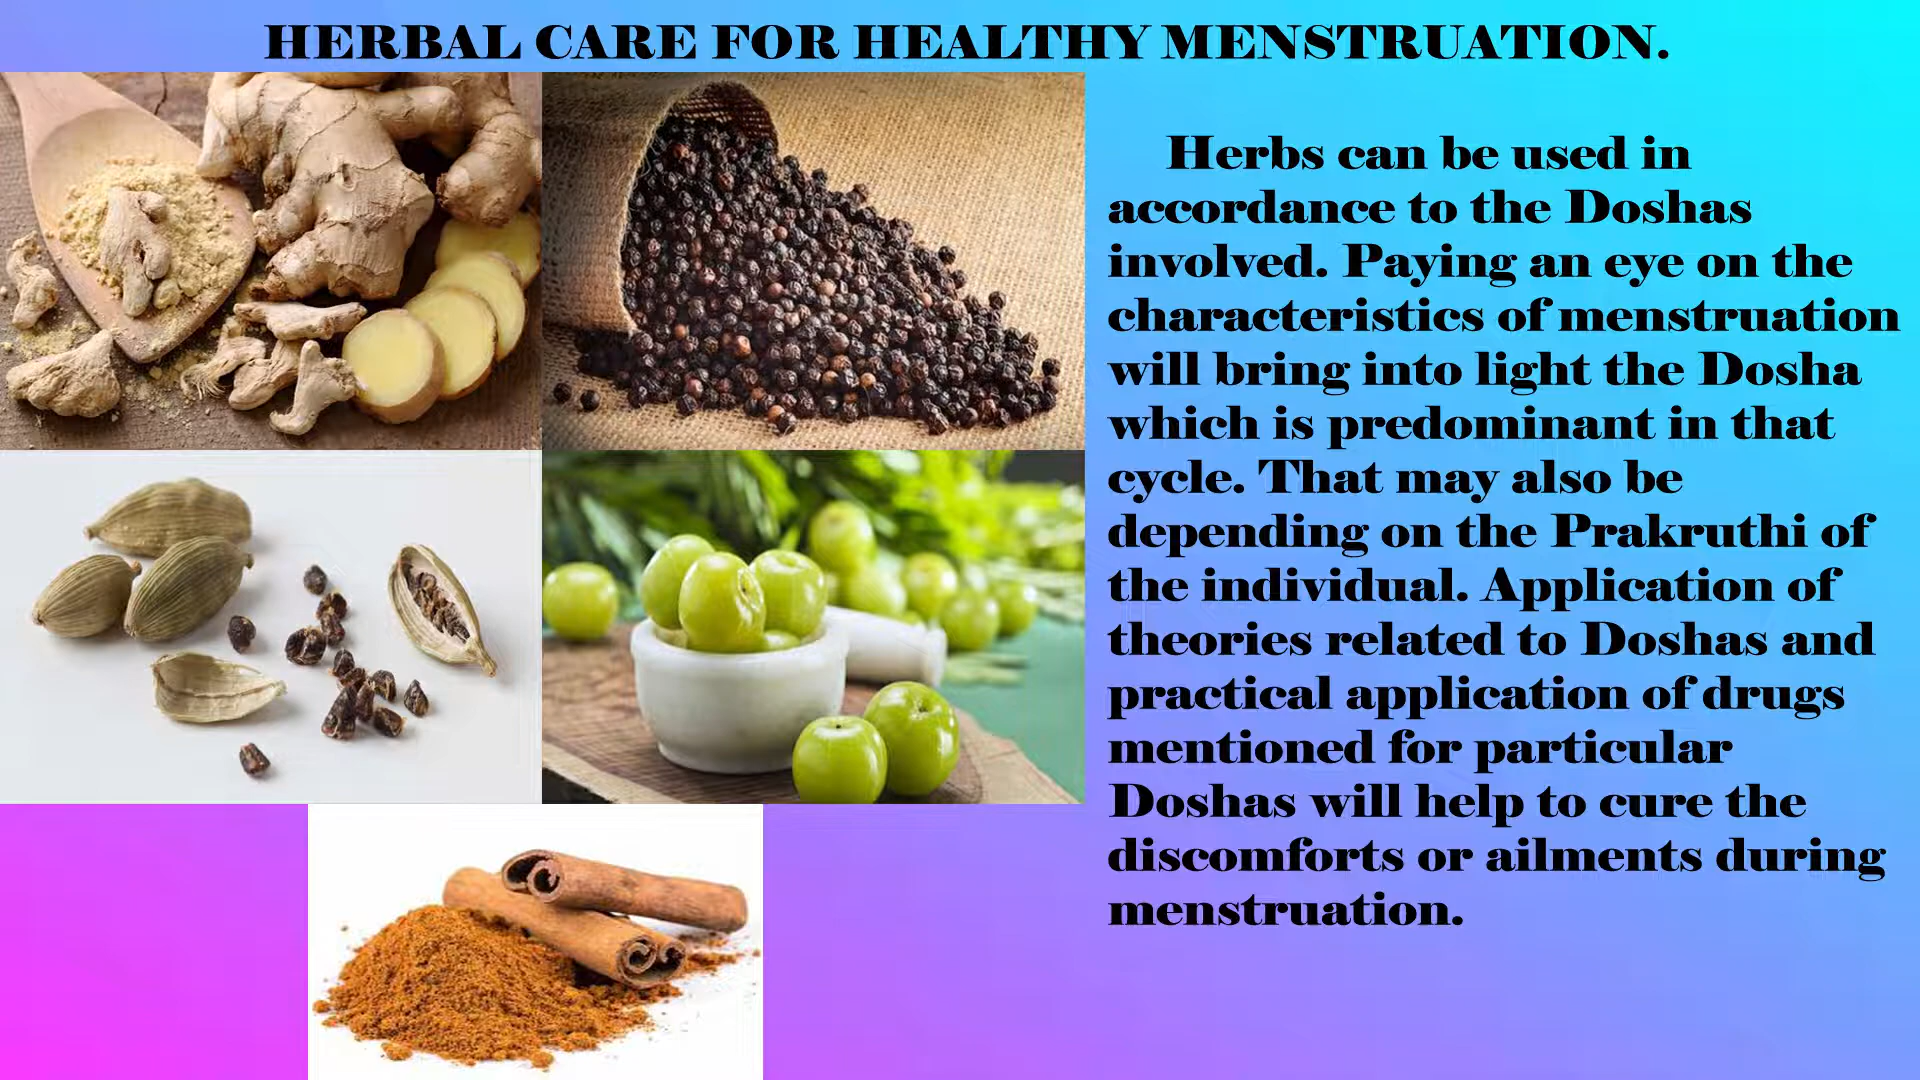 HERBAL CARE FOR HEALTHY MENSTRUATION.
Herbs can be used in
accordance to the Doshas
involved. Paying an eye on the
characteristics of menstruation
will bring into light the Dosha
which is predominant in that
cycle. That may also be
depending on the Prakruthi of
the individual. Application of
theories related to Doshas and
practical application of drugs
mentioned for particular
Doshas will help to cure the
discomforts or ailments during
menstruation.